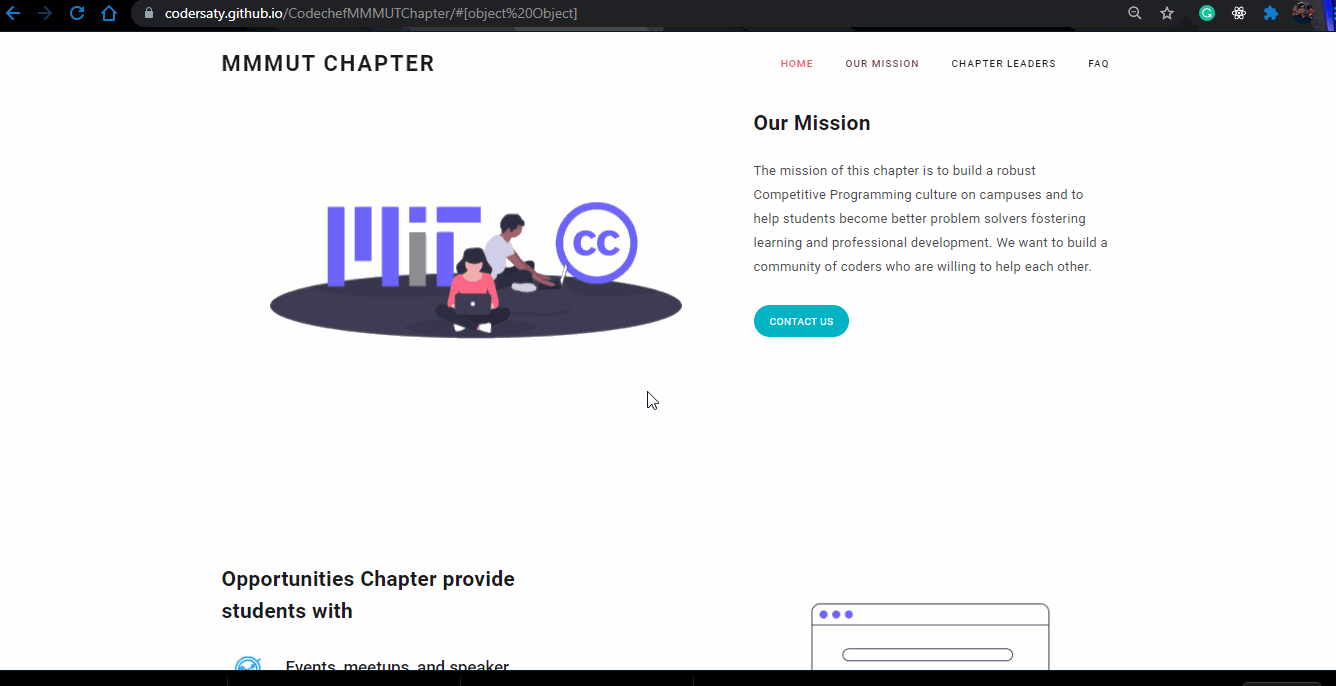 codersaty.github.io/CodechefMMMUTChapter/#[object%20Object]
MMMUT CHAPTER
HOME
OUR MISSION
CHAPTER LEADERS
FAQ
MIT
CC
Our Mission
The mission of this chapter is to build a robust
Competitive Programming culture on campuses and to
help students become better problem solvers fostering
learning and professional development. We want to build a
community of coders who are willing to help each other.
CONTACT US
Opportunities Chapter provide
students with
Events, meetups, and speaker